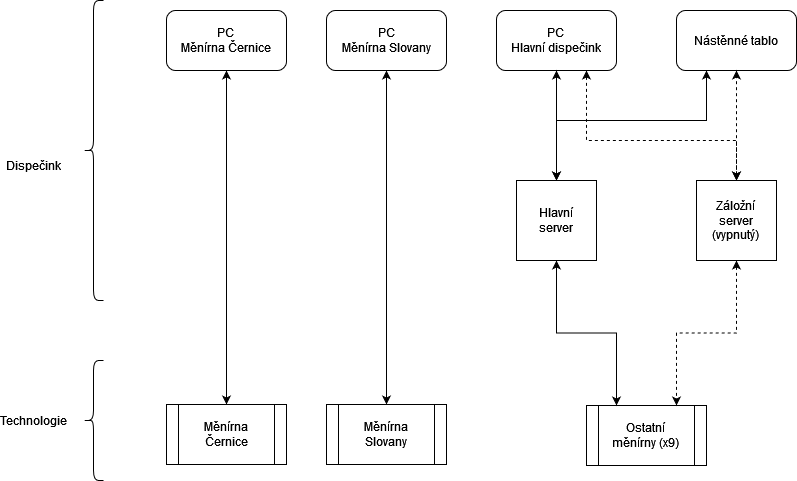 PC
Měnírna Černice
PC
Měnírna Slovany
PC
Hlavní dispečink
Nástěnné tablo
Dispečink
Hlavní
server
Záložní
server
(vypnutý)
Technologie
Měnírna
Černice
Měnírna
Slovany
Ostatní
měnírny (x9)